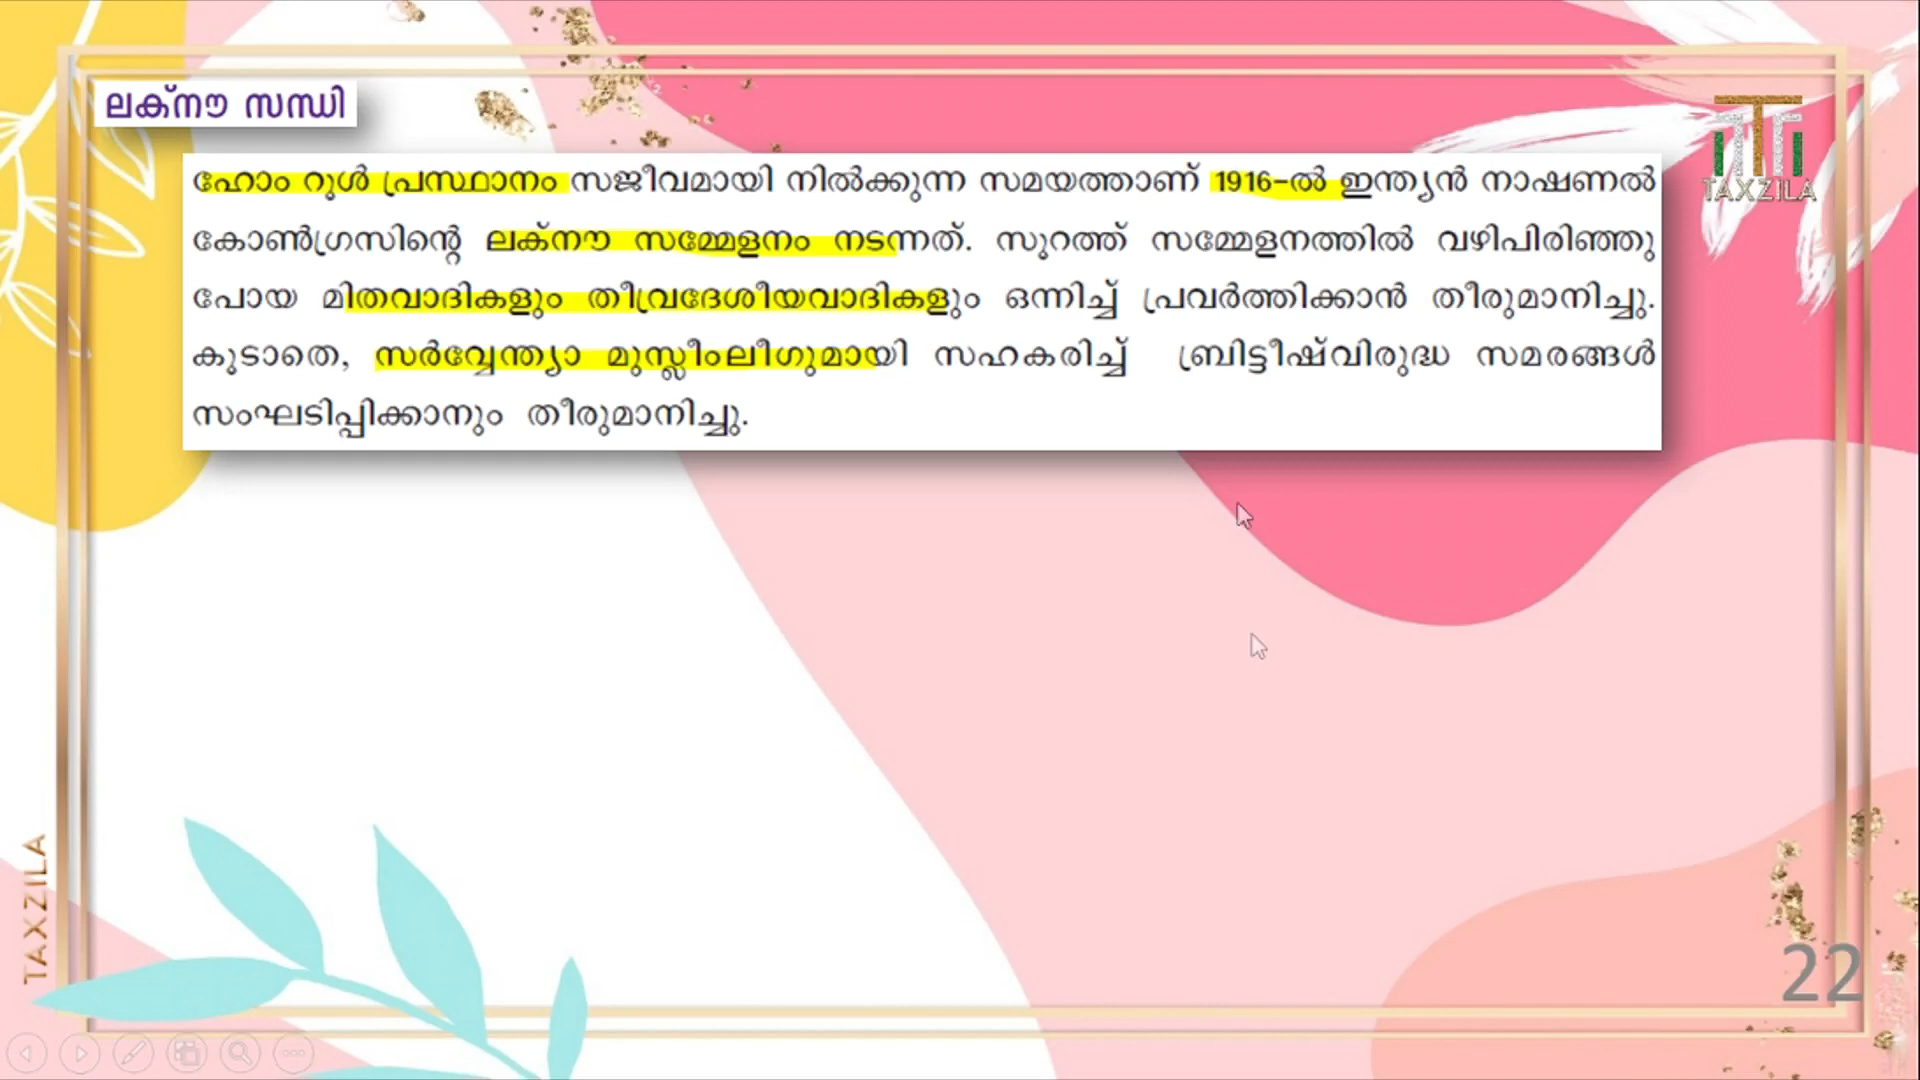 ലക്നൗ സന്ധി
ഹോം റൂൾ പ്രസ്ഥാനം സജീവമായി നിൽക്കുന്ന സമയത്താണ് 1916-ൽ ഇന്ത്യൻ നാഷണൽ
കോൺഗ്രസിന്റെ ലക്നൗ സമ്മേളനം നടന്നത്. സൂറത്ത് സമ്മേളനത്തിൽ വഴിപിരിഞ്ഞു
പോയ മിതവാദികളും തീവ്രദേശീയവാദികളും ഒന്നിച്ച് പ്രവർത്തിക്കാൻ തീരുമാനിച്ചു.
കൂടാതെ, സർവ്വേന്ത്യാ മുസ്ലീംലീഗുമായി സഹകരിച്ച് ബ്രിട്ടീഷ്‌വിരുദ്ധ സമരങ്ങൾ
സംഘടിപ്പിക്കാനും തീരുമാനിച്ചു.
TAXZILA
TAXZILA
22